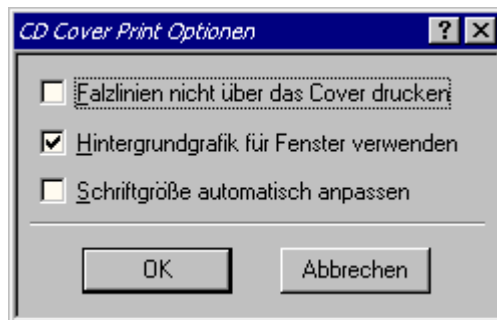 CD Cover Print Optionen
Falzlinien nicht über das Cover drucken
Hintergrundgrafik für Fenster verwenden
Schriftgröße automatisch anpassen
OK Abbrechen